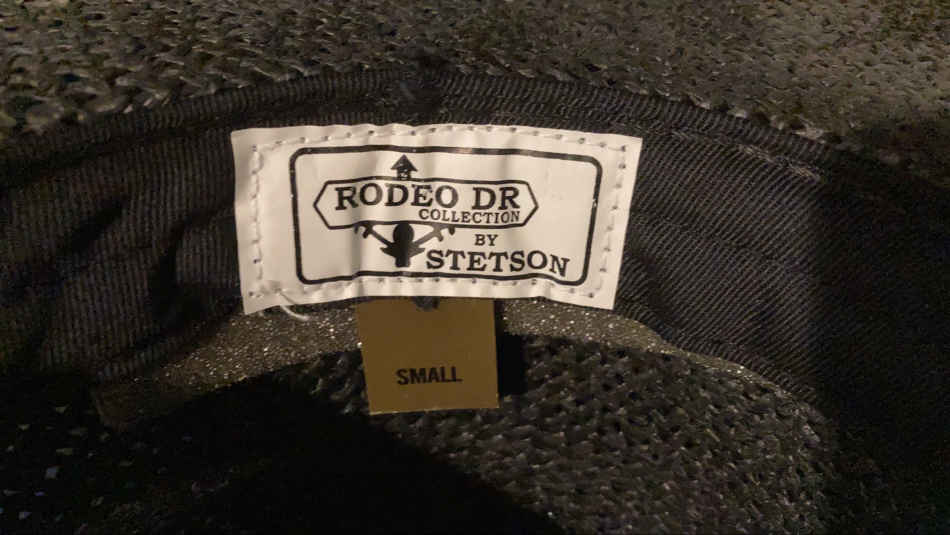 RODEO DR
COLLECTION
BY
STETSON
SMALL